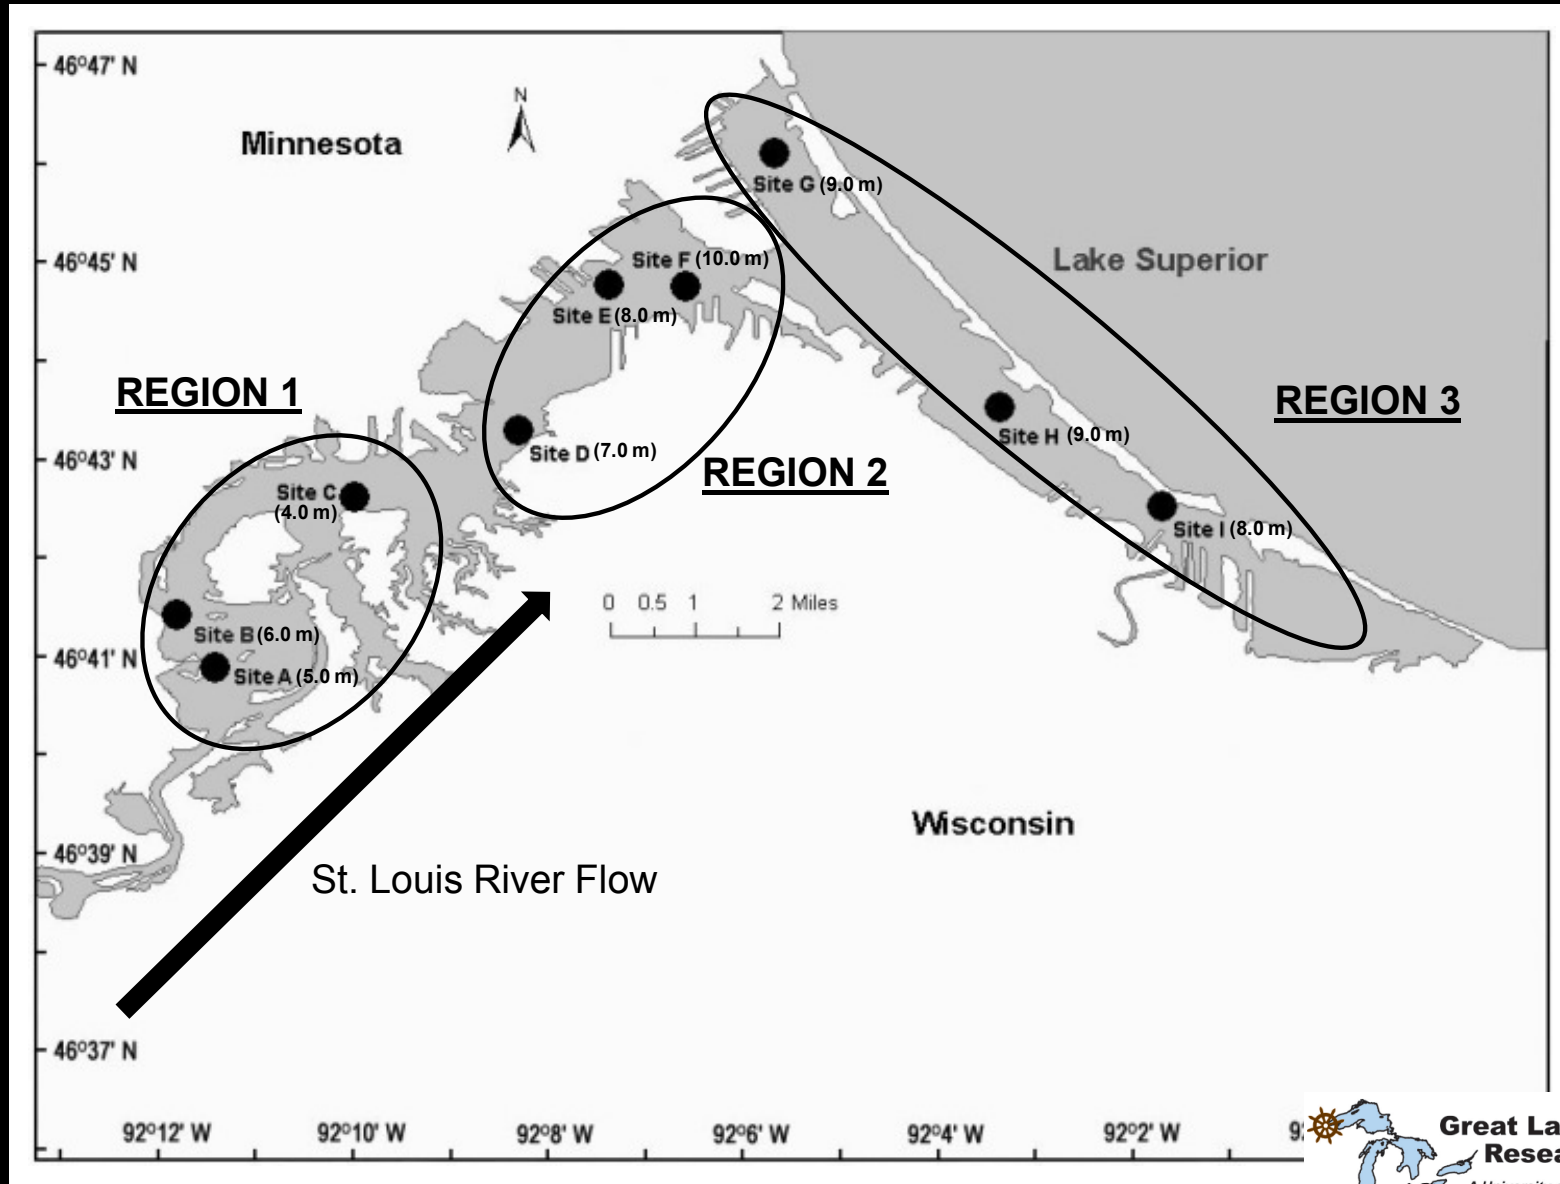 46°47' N
N
Minnesota
Site G (9.0 m)
46°45' N
Site F (10.0 m)
Lake Superior
Site E (8.0 m)
REGION 1
REGION 3
Site H (9.0 m)
46°43' N
Site D (7.0 m)
REGION 2
Site C
(4.0 m)
Site I (8.0 m)
0 0.5 1 2 Miles
Site B (6.0 m)
46°41' N
Site A (5.0 m)
Wisconsin
46°39' N
St. Louis River Flow
46°37' N
92°12' W 92°10' W 92°8' W 92°6' W 92°4' W 92°2' W
Great La
Resea